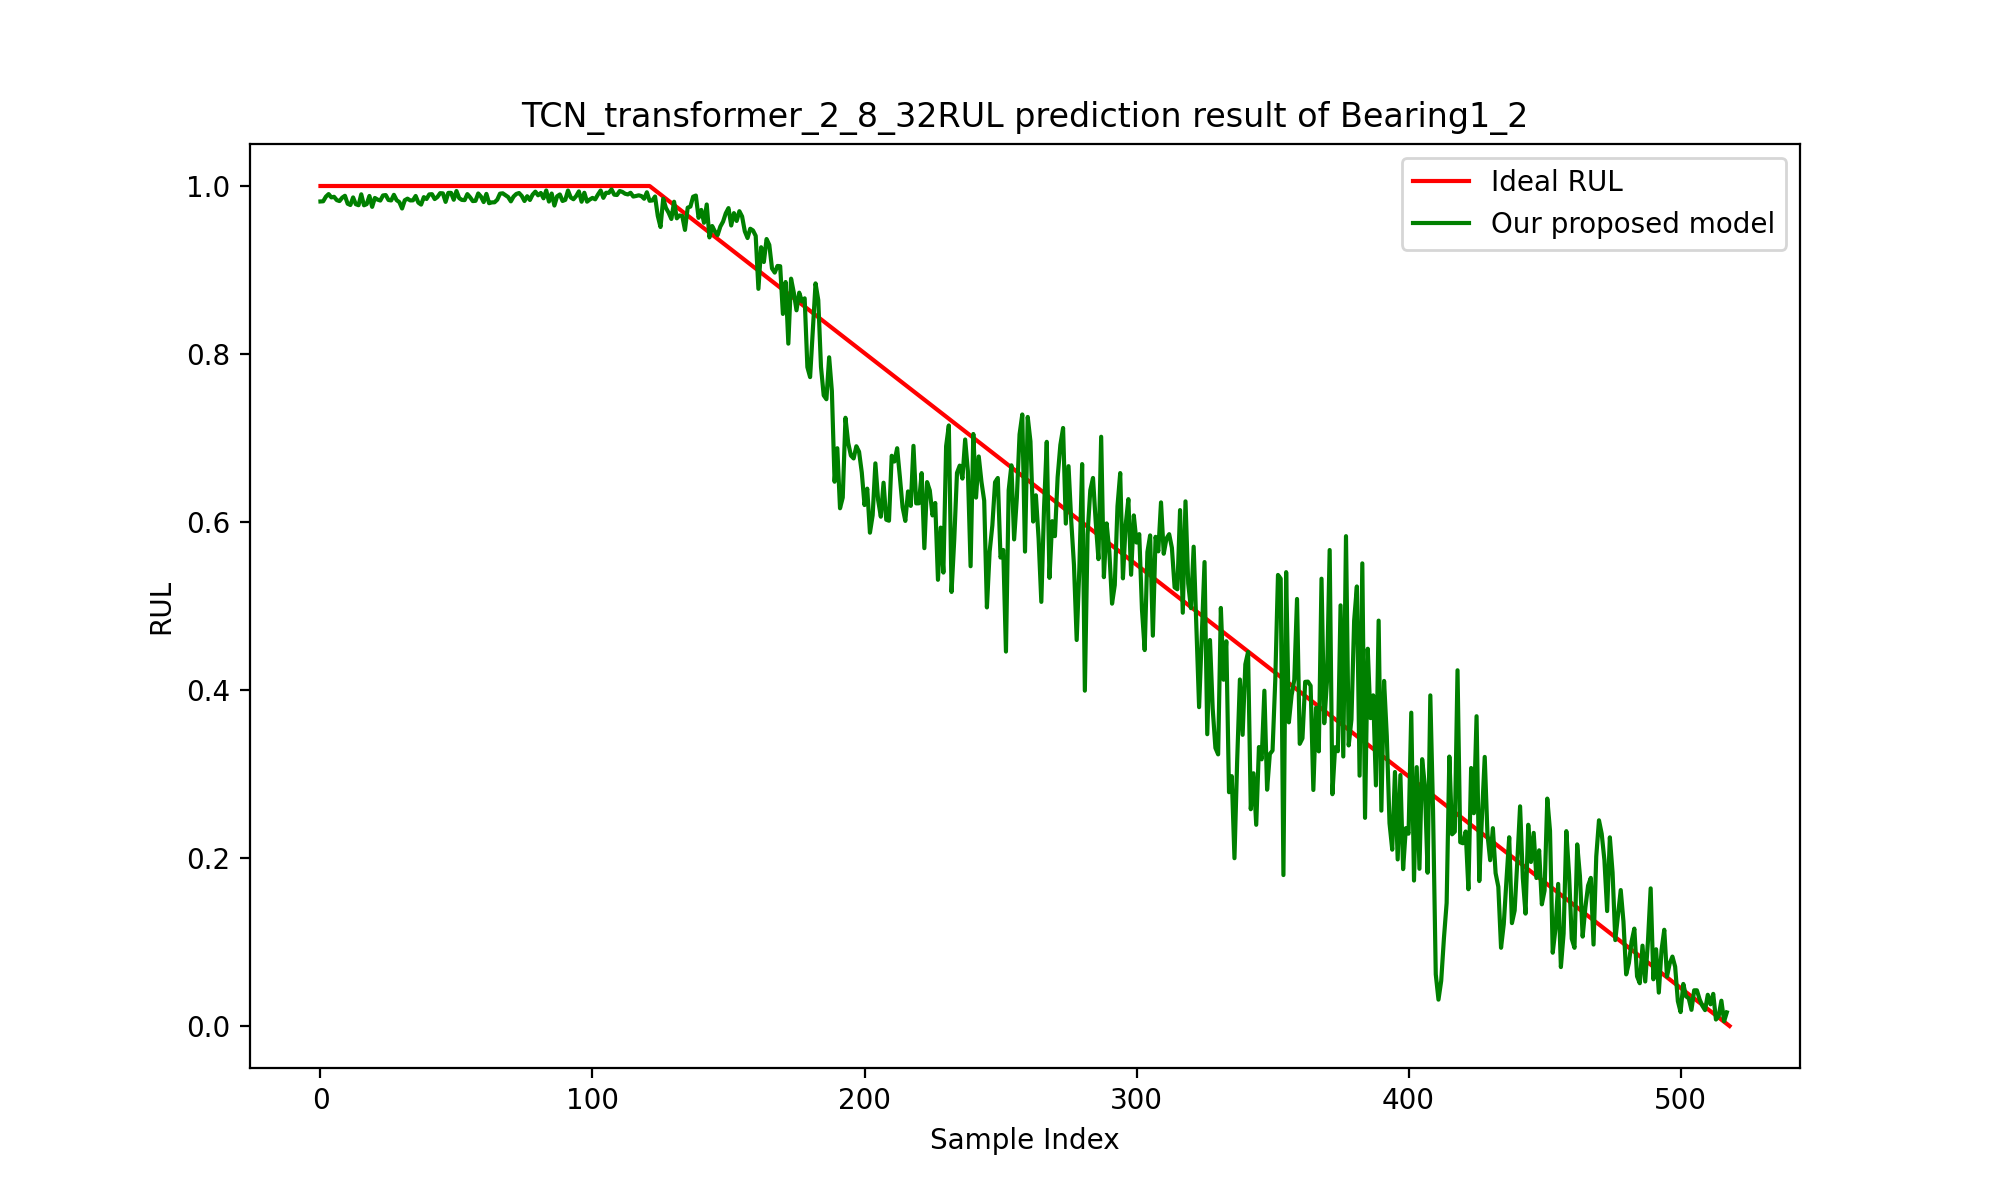 TCN_transformer_2_8_32RUL prediction result of Bearing1_2
Ideal RUL
Our proposed model
1.0
0.8
0.6
0.4
0.2
0.0
RUL
0 100 200 300 400 500
Sample Index